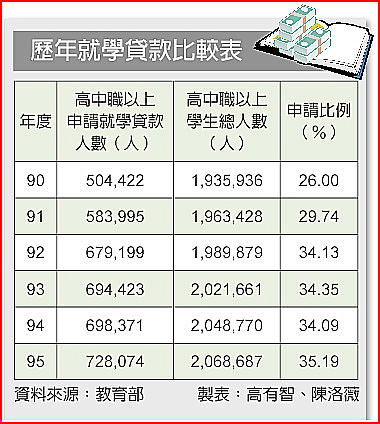 歷年就學貸款比較表
年度 高中職以上申請就學貸款人數（人） 高中職以上學生總人數（人） 申請比例（％）
90 504,422 1,935,936 26.00
91 583,995 1,963,428 29.74
92 679,199 1,989,879 34.13
93 694,423 2,021,661 34.35
94 698,371 2,048,770 34.09
95 728,074 2,068,687 35.19
資料來源：教育部 製表：高有智、陳洛薇